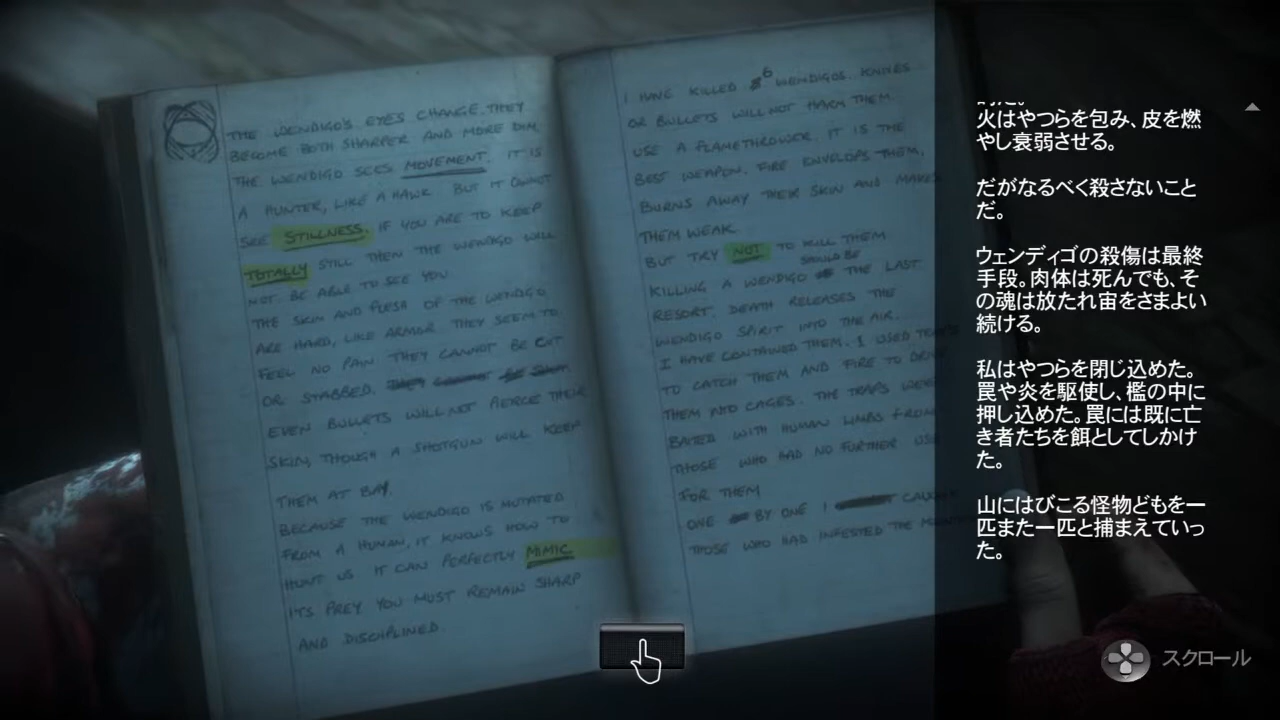 THE WENDIGO'S EYES CHANGE. THEY
BECOME BOTH SHARPER AND MORE DIM.
THE WENDIGO SEES MOVEMENT. IT IS
A HUNTER, LIKE A HAWK BUT IT CANNOT
SEE STILLNESS. IF YOU ARE TO KEEP
TOTALLY STILL THEN THE WENDIGO WILL
NOT BE ABLE TO SEE YOU
THE SKIN AND FLESH OF THE WENDIGO
ARE HARD, LIKE ARMOR. THEY SEEM TO
FEEL NO PAIN THEY CANNOT BE CUT
OR STABBED.
EVEN BULLETS WILL NOT PIERCE THEIR
SKIN, THOUGH A SHOTGUN WILL KEEP
THEM AT BAY.
BECAUSE THE WENDIGO IS MUTATED
FROM A HUMAN, IT KNOWS HOW TO
HUNT US IT CAN PERFECTLY MIMIC
ITS PREY YOU MUST REMAIN SHARP
AND DISCIPLINED.
I HAVE KILLED 6 WENDIGOS. KNIVES
OR BULLETS WILL NOT HARM THEM.
USE A FLAMETHROWER. IT IS THE
BEST WEAPON. FIRE ENVELOPS THEM,
BURNS AWAY THEIR SKIN AND MAKES
THEM WEAK.
BUT TRY NOT TO KILL THEM
KILLING A WENDIGO SHOULD BE THE LAST
RESORT. DEATH RELEASES THE
WENDIGO SPIRIT INTO THE AIR.
I HAVE CONTAINED THEM. I USED TRAPS
TO CATCH THEM AND FIRE TO DRIVE
THEM INTO CAGES. THE TRAPS WERE
BAITED WITH HUMAN LIMBS FROM
THOSE WHO HAD NO FURTHER USE
FOR THEM
ONE BY ONE I CAUGHT
THOSE WHO HAD INFESTED THE MOUNTAIN
火はやつらを包み、皮を燃
やし衰弱させる。
だがなるべく殺さないこと
だ。
ウェンディゴの殺傷は最終
手段。肉体は死んでも、そ
の魂は放たれ宙をさまよい
続ける。
私はやつらを閉じ込めた。
罠や炎を駆使し、檻の中に
押し込めた。罠には既に亡
き者たちを餌としてしかけ
た。
山にはびこる怪物どもを一
匹また一匹と捕まえていっ
た。
スクロール